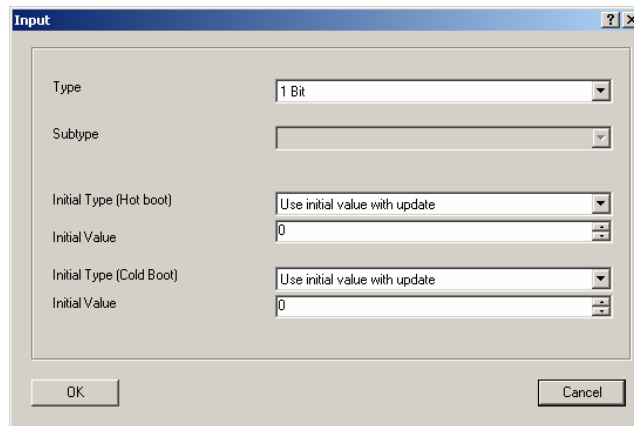 Input
Type 1 Bit
Subtype
Initial Type (Hot boot) Use initial value with update
Initial Value 0
Initial Type (Cold Boot) Use initial value with update
Initial Value 0
OK Cancel